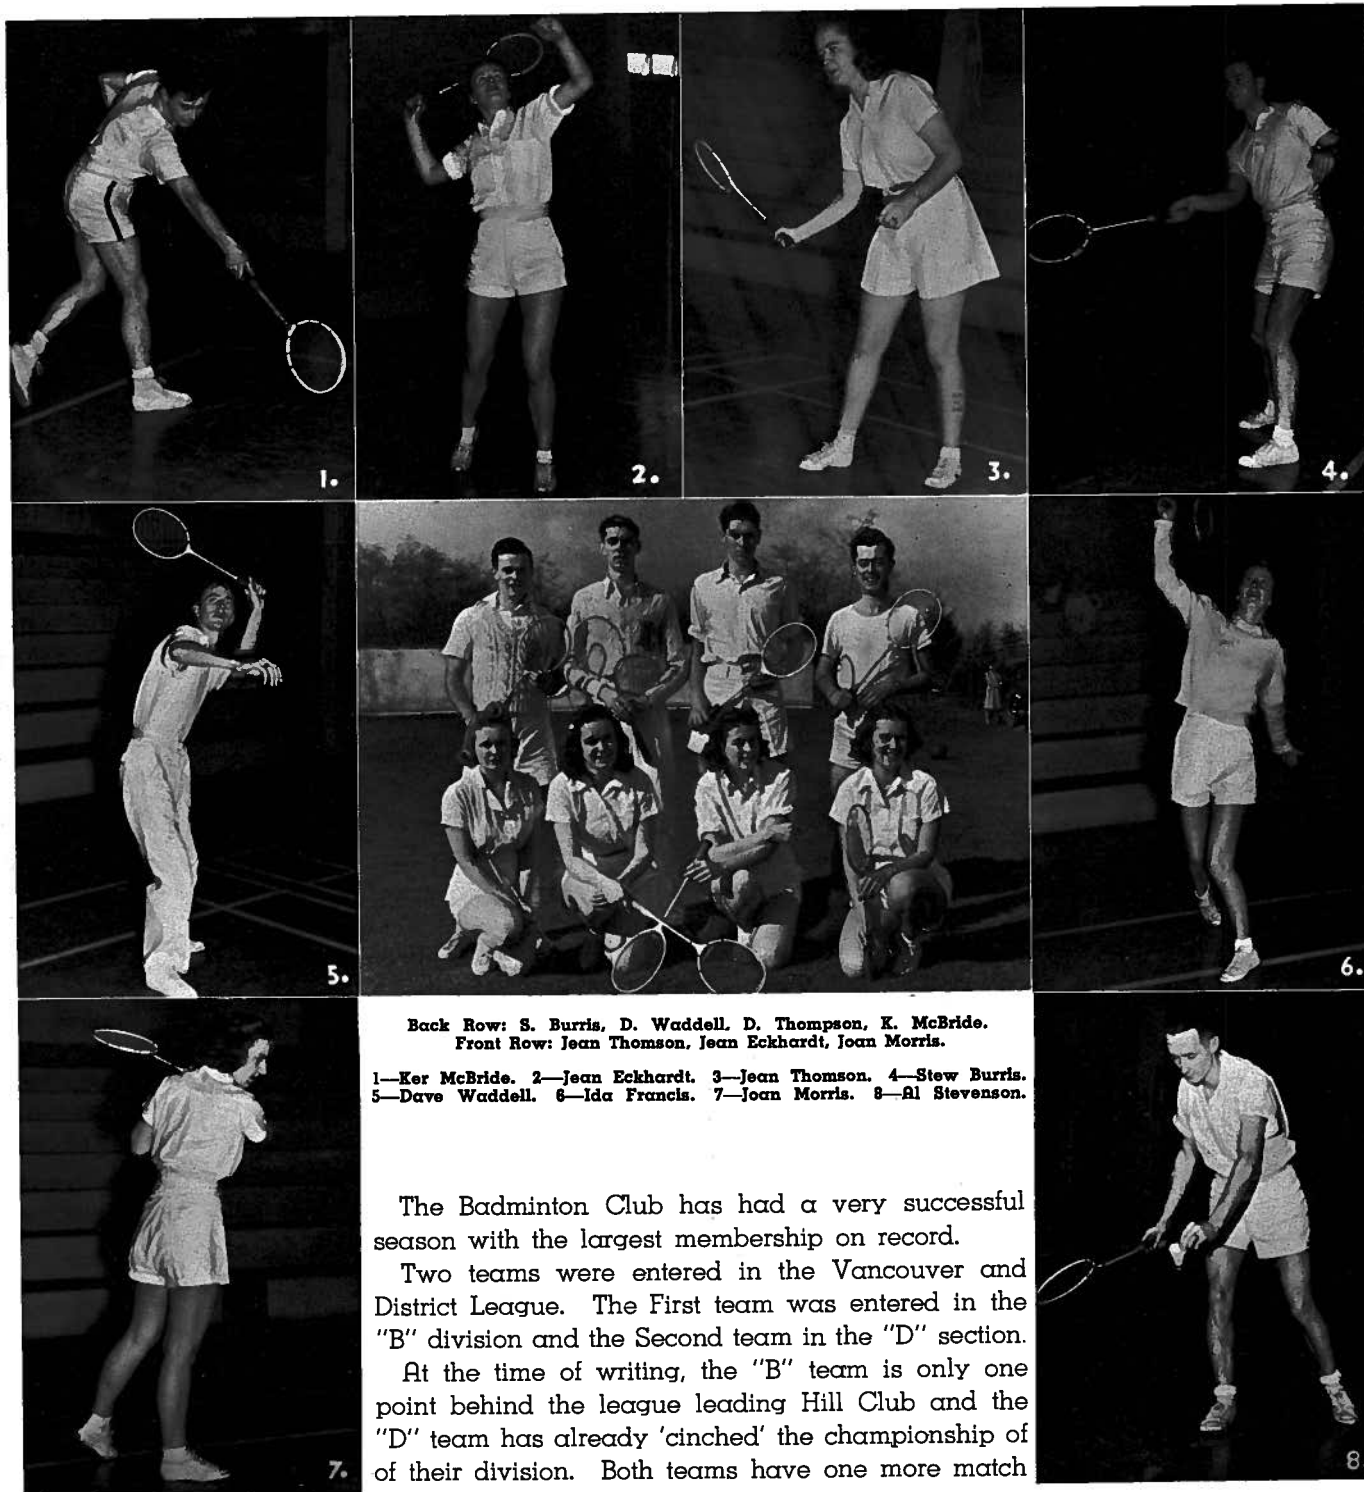 1.
2.
3.
4.
5.
6.
Back Row: S. Burris, D. Waddell, D. Thompson, K. McBride.
Front Row: Jean Thomson, Jean Eckhardt, Joan Morris.
1—Ker McBride. 2—Jean Eckhardt. 3—Jean Thomson. 4—Stew Burris.
5—Dave Waddell. 6—Ida Francis. 7—Joan Morris. 8—Al Stevenson.
The Badminton Club has had a very successful
season with the largest membership on record.
Two teams were entered in the Vancouver and
District League. The First team was entered in the
"B" division and the Second team in the "D" section.
At the time of writing, the "B" team is only one
point behind the league leading Hill Club and the
"D" team has already 'cinched' the championship of
of their division. Both teams have one more match
7.
8.